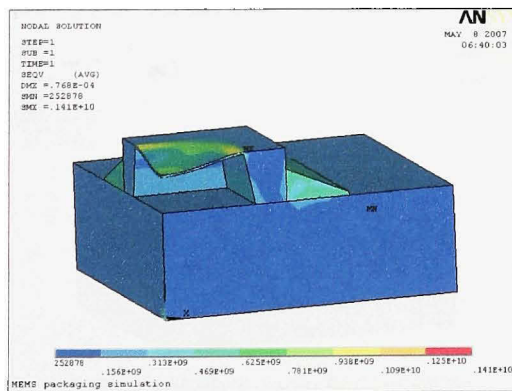 NODAL SOLUTION
STEP=1
SUB =1
TIME=1
SEQV (AVG)
DMX =.768E-04
SMN =252878
SMX =.141E+10
AN
MAY 8 2007
06:40:03
MX
MN
X
252878 .313E+09 .625E+09 .938E+09 .125E+10
.156E+09 .469E+09 .781E+09 .109E+10 .141E+10
MEMS packaging simulation